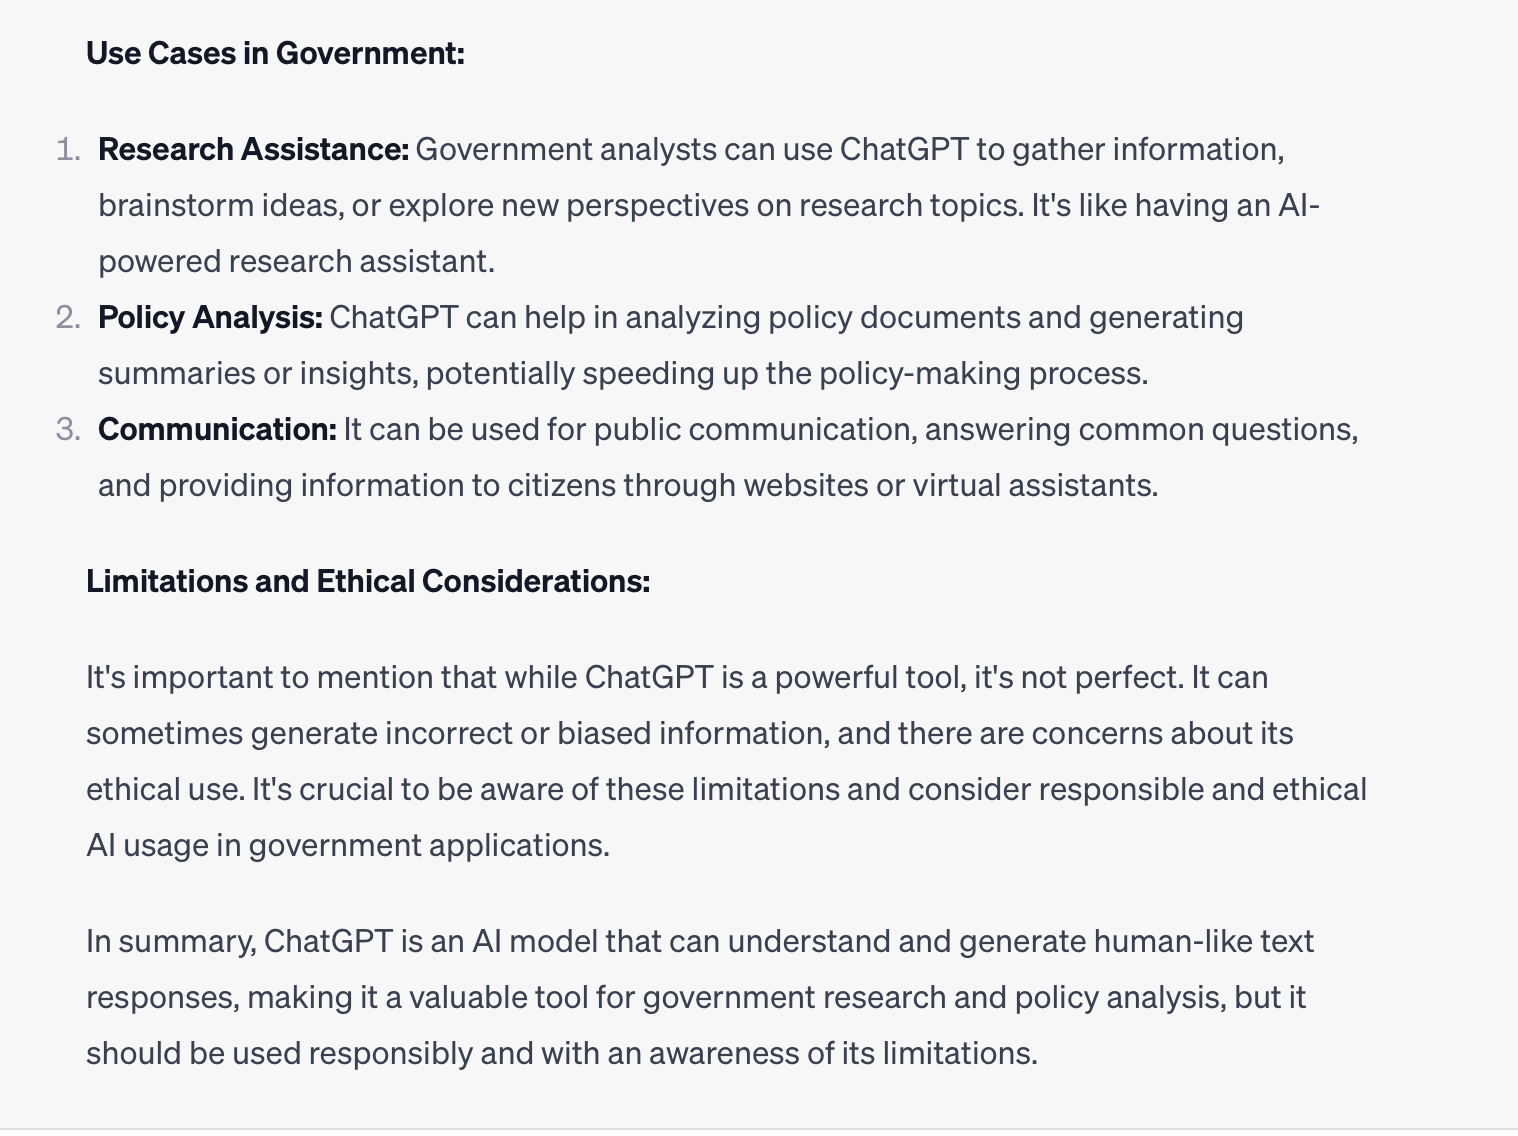 Use Cases in Government:
1. Research Assistance: Government analysts can use ChatGPT to gather information,
brainstorm ideas, or explore new perspectives on research topics. It's like having an AI-
powered research assistant.
2. Policy Analysis: ChatGPT can help in analyzing policy documents and generating
summaries or insights, potentially speeding up the policy-making process.
3. Communication: It can be used for public communication, answering common questions,
and providing information to citizens through websites or virtual assistants.
Limitations and Ethical Considerations:
It's important to mention that while ChatGPT is a powerful tool, it's not perfect. It can
sometimes generate incorrect or biased information, and there are concerns about its
ethical use. It's crucial to be aware of these limitations and consider responsible and ethical
AI usage in government applications.
In summary, ChatGPT is an AI model that can understand and generate human-like text
responses, making it a valuable tool for government research and policy analysis, but it
should be used responsibly and with an awareness of its limitations.